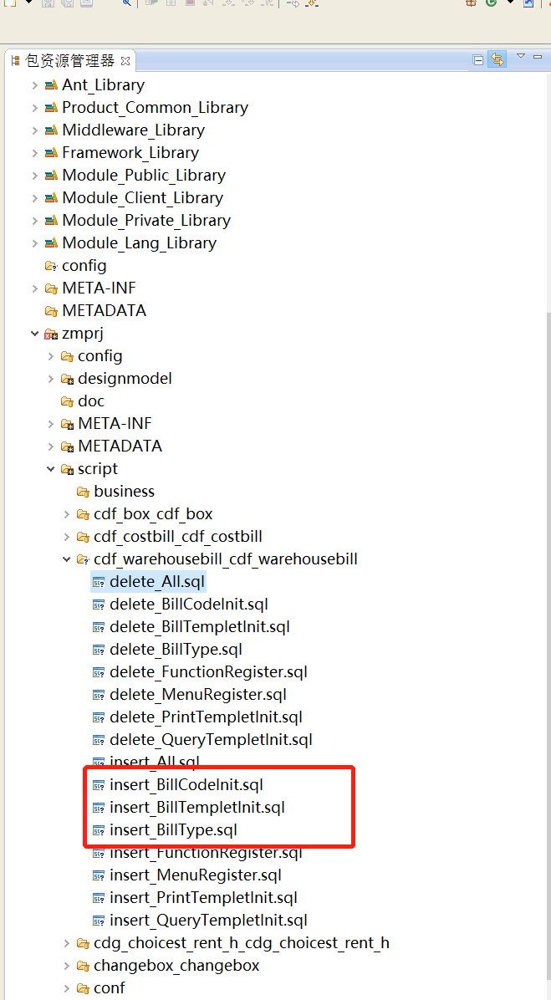 包资源管理器
Ant_Library
Product_Common_Library
Middleware_Library
Framework_Library
Module_Public_Library
Module_Client_Library
Module_Private_Library
Module_Lang_Library
config
META-INF
METADATA
zmprj
config
designmodel
doc
META-INF
METADATA
script
business
cdf_box_cdf_box
cdf_costbill_cdf_costbill
cdf_warehousebill_cdf_warehousebill
delete_All.sql
delete_BillCodeInit.sql
delete_BillTempletInit.sql
delete_BillType.sql
delete_FunctionRegister.sql
delete_MenuRegister.sql
delete_PrintTempletInit.sql
delete_QueryTempletInit.sql
insert_All.sql
insert_BillCodeInit.sql
insert_BillTempletInit.sql
insert_BillType.sql
insert_FunctionRegister.sql
insert_MenuRegister.sql
insert_PrintTempletInit.sql
insert_QueryTempletInit.sql
cdg_choicest_rent_h_cdg_choicest_rent_h
changebox_changebox
conf